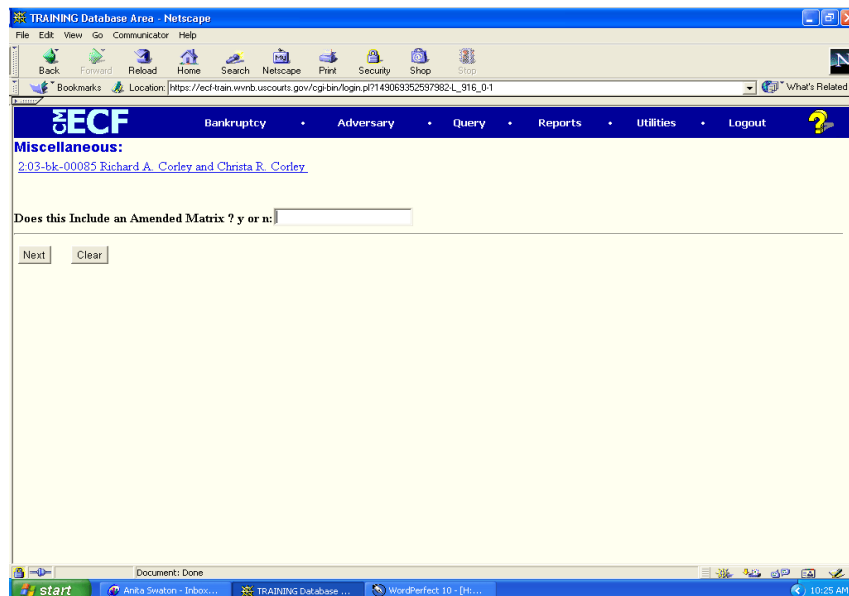 TRAINING Database Area - Netscape
File Edit View Go Communicator Help
My
Back Forward Reload Home Search Netscape Print Security Shop Stop
N
Bookmarks Location: https://ecf-train.wvnb.uscourts.gov/cgi-bin/login.pl?149069352597982-L_916_0-1 What's Related
CM ECF Bankruptcy • Adversary • Query • Reports • Utilities • Logout ?
Miscellaneous:
2:03-bk-00085 Richard A. Corley and Christa R. Corley
Does this Include an Amended Matrix ? y or n:
Next Clear
Document: Done
start Anita Swaton - Inbox... TRAINING Database ... WordPerfect 10 - [H:... 10:25 AM